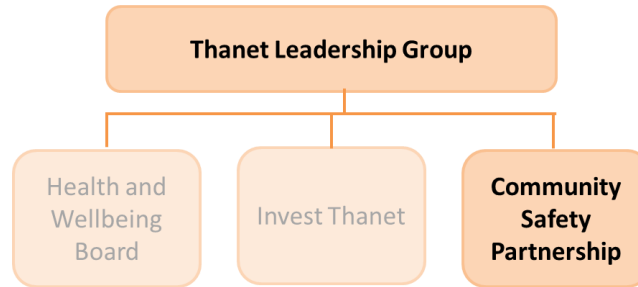 Thanet Leadership Group
Health and
Wellbeing
Board
Invest Thanet
Community
Safety
Partnership